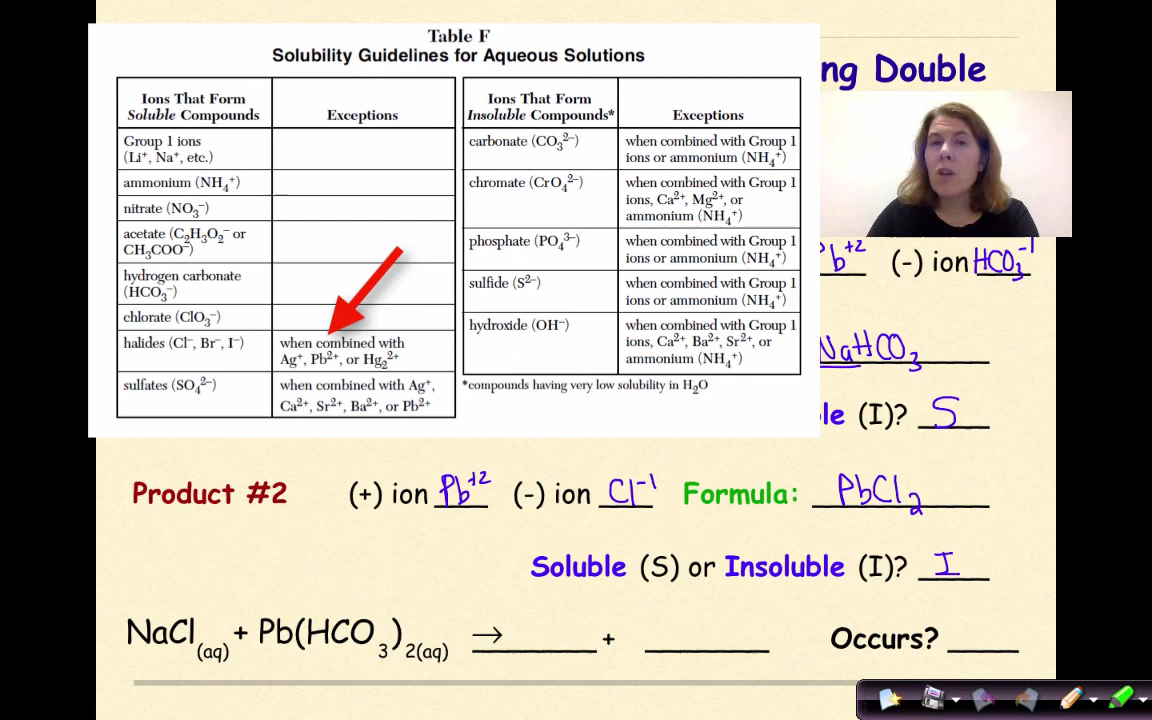 Table F
Solubility Guidelines for Aqueous Solutions
Ions That Form
Soluble Compounds
Exceptions
Group 1 ions
(Li⁺, Na⁺, etc.)
ammonium (NH₄⁺)
nitrate (NO₃⁻)
acetate (C₂H₃O₂⁻ or
CH₃COO⁻)
hydrogen carbonate
(HCO₃⁻)
chlorate (ClO₃⁻)
halides (Cl⁻, Br⁻, I⁻)
when combined with
Ag⁺, Pb²⁺, or Hg₂²⁺
sulfates (SO₄²⁻)
when combined with Ag⁺,
Ca²⁺, Sr²⁺, Ba²⁺, or Pb²⁺
Ions That Form
Insoluble Compounds*
Exceptions
carbonate (CO₃²⁻)
when combined with Group 1
ions or ammonium (NH₄⁺)
chromate (CrO₄²⁻)
when combined with Group 1
ions, Ca²⁺, Mg²⁺, or
ammonium (NH₄⁺)
phosphate (PO₄³⁻)
when combined with Group 1
ions or ammonium (NH₄⁺)
sulfide (S²⁻)
when combined with Group 1
ions or ammonium (NH₄⁺)
hydroxide (OH⁻)
when combined with Group 1
ions, Ca²⁺, Ba²⁺, Sr²⁺, or
ammonium (NH₄⁺)
*compounds having very low solubility in H₂O
ng Double
Pb⁺² (-) ion HCO₃⁻¹
NaHCO₃
le (I)? S
Product #2 (+) ion Pb⁺² (-) ion Cl⁻¹ Formula: PbCl₂
Soluble (S) or Insoluble (I)? I
NaCl(aq) + Pb(HCO₃)₂(aq) → ______ + ______ Occurs? ____